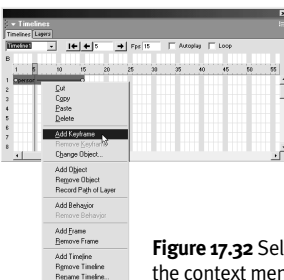 Timelines
Timelines Layers
Timeline1 5 Fps 15 Autoplay Loop
B
1 5 10 15 20 25 30 35 40 45 50 55
1 person
2
3
4
5
6
7
8
Cut
Copy
Paste
Delete
Add Keyframe
Remove Keyframe
Change Object...
Add Object
Remove Object
Record Path of Layer
Add Behavior
Remove Behavior
Add Frame
Remove Frame
Add Timeline
Remove Timeline
Rename Timeline...
Figure 17.32 Sel
the context men